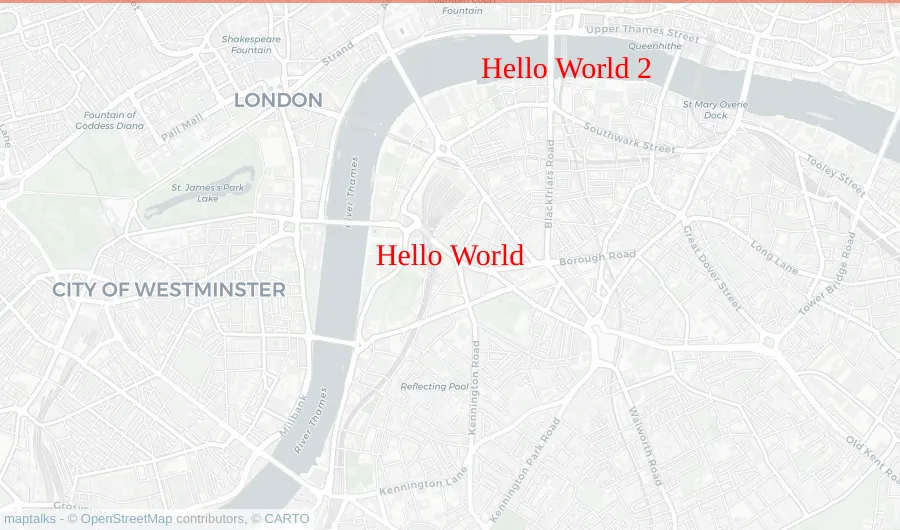 Fountain Court
Fountain
Upper Thames Street
Queenhithe
Shakespeare
Fountain
Strand
Hello World 2
LONDON
St Mary Overie
Dock
Fountain of
Goddess Diana
Pall Mall
Southwark Street
Lane
Tooley Street
River Thames
Blackfriars Road
St. James's Park
Lake
Hello World
Borough Road
Great Dover Street
Long Lane
Tower Bridge Road
CITY OF WESTMINSTER
Reflecting Pool
Kennington Road
Millbank
River Thames
Walworth Road
Kennington Park Road
Old Kent Road
Kennington Lane
maptalks - © OpenStreetMap contributors, © CARTO